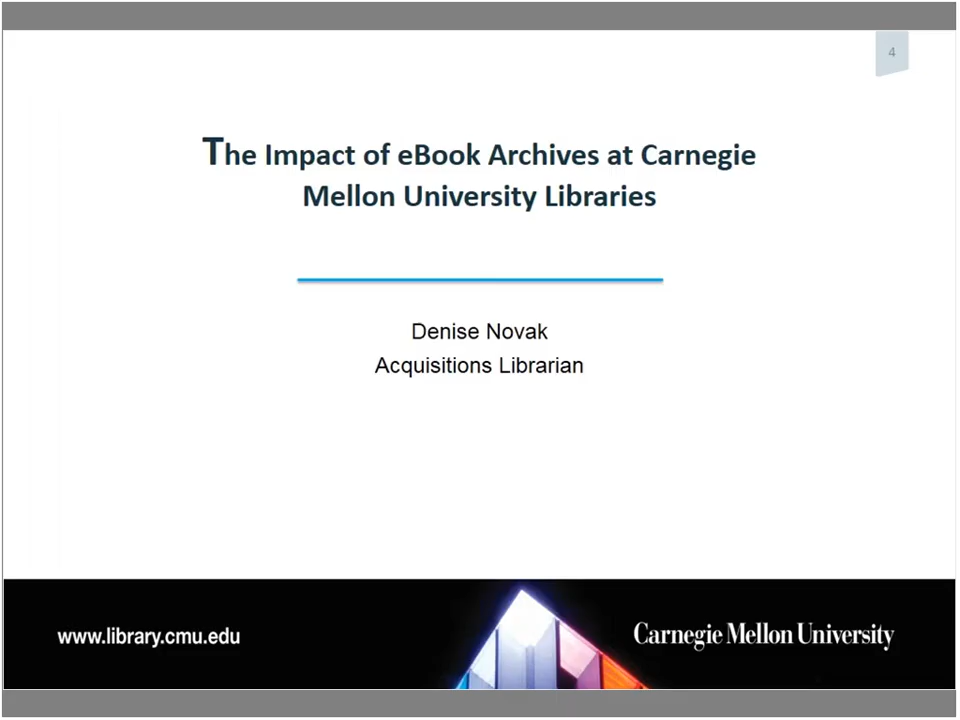 4
The Impact of eBook Archives at Carnegie
Mellon University Libraries
Denise Novak
Acquisitions Librarian
www.library.cmu.edu
Carnegie Mellon University